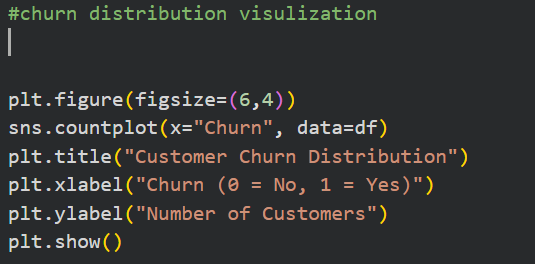 #churn distribution visulization
plt.figure(figsize=(6,4))
sns.countplot(x="Churn", data=df)
plt.title("Customer Churn Distribution")
plt.xlabel("Churn (0 = No, 1 = Yes)")
plt.ylabel("Number of Customers")
plt.show()